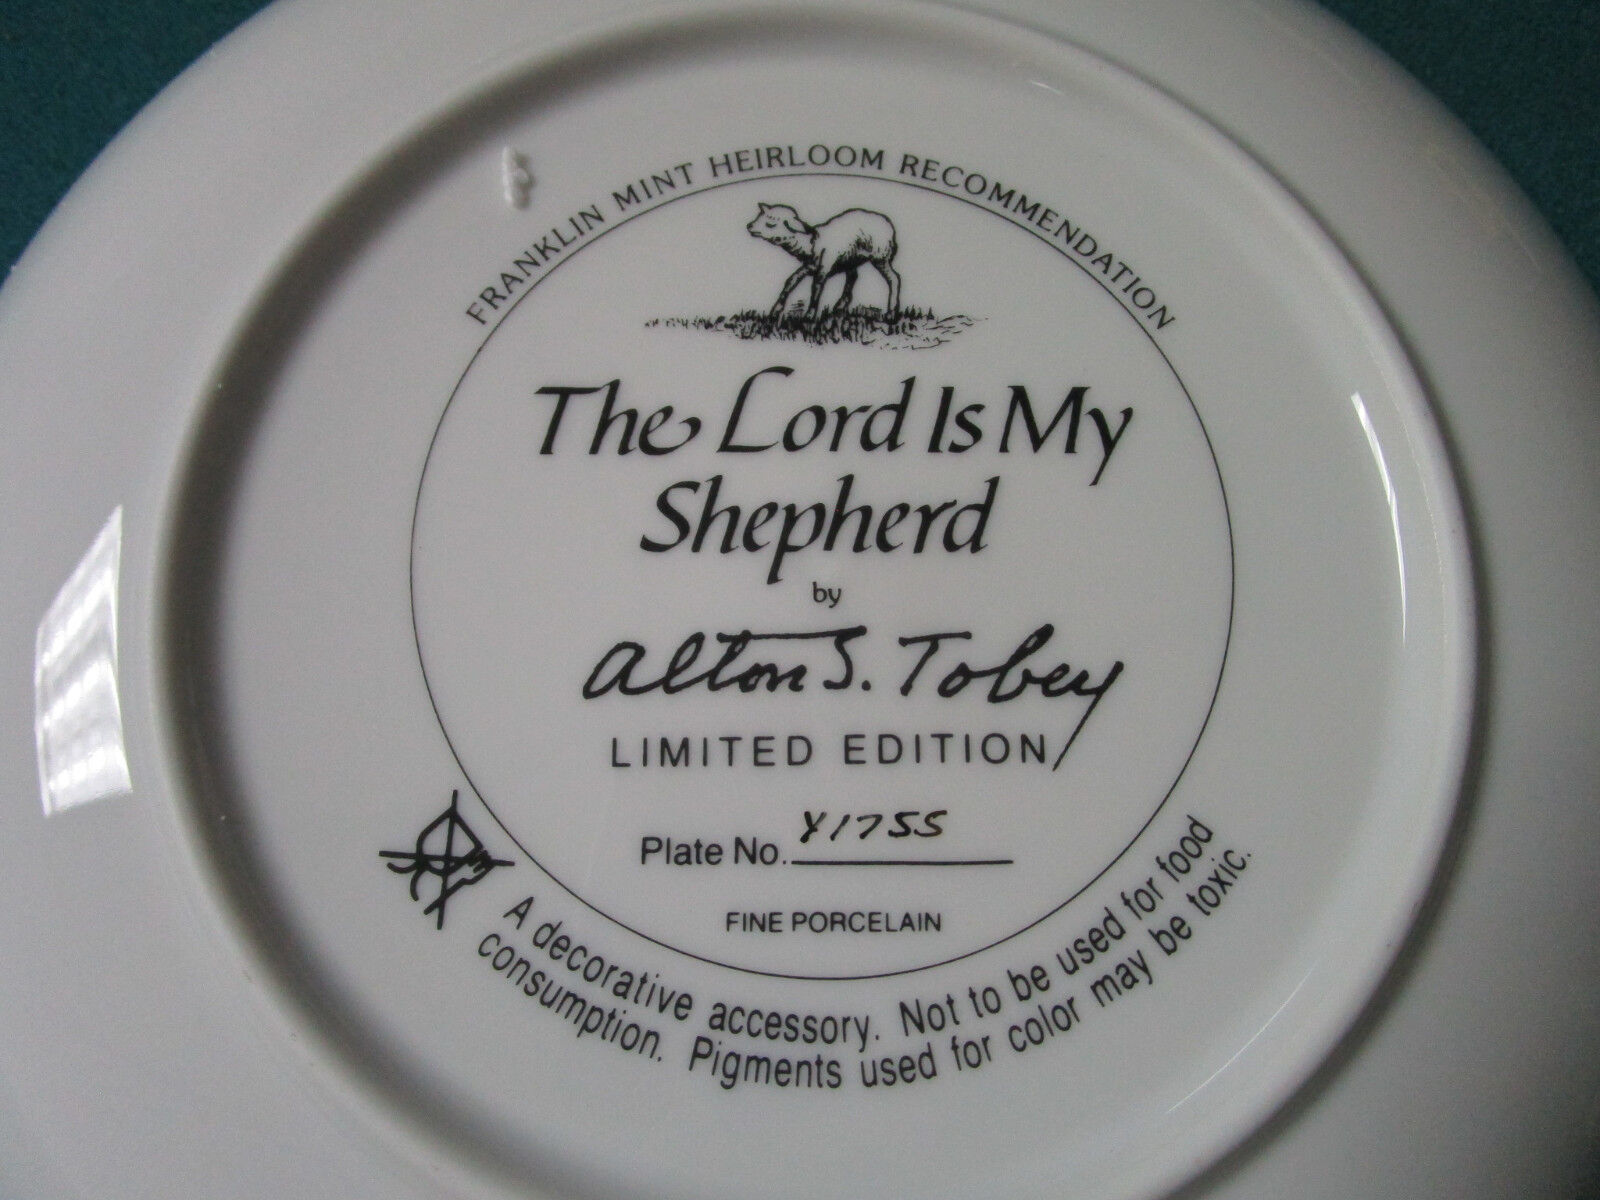 FRANKLIN MINT HEIRLOOM RECOMMENDATION
The Lord Is My
Shepherd
by
Alton S. Tobey
LIMITED EDITION
Plate No. Y1755
FINE PORCELAIN
A decorative accessory. Not to be used for food
consumption. Pigments used for color may be toxic.